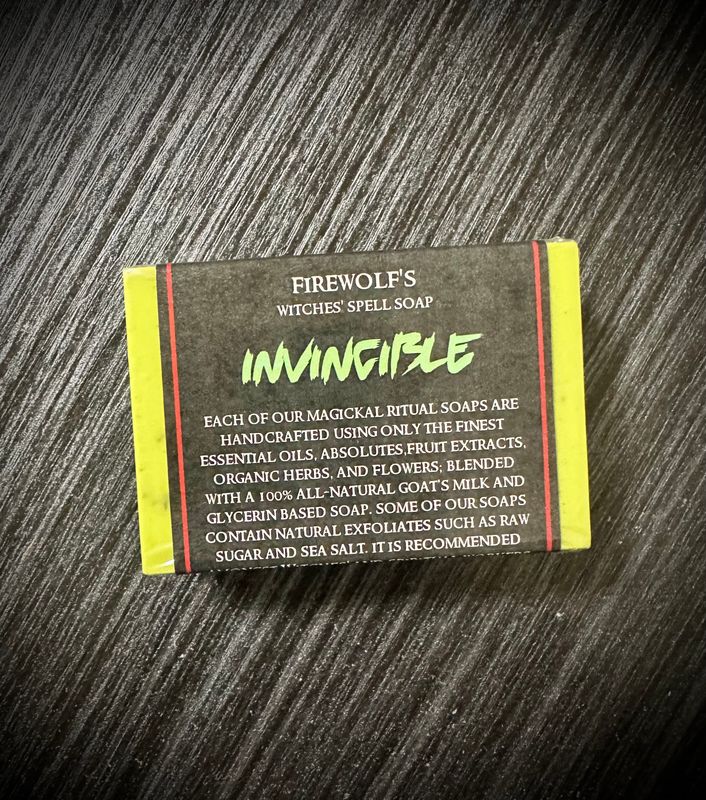 FIREWOLF'S
WITCHES' SPELL SOAP
INVINCIBLE
EACH OF OUR MAGICKAL RITUAL SOAPS ARE
HANDCRAFTED USING ONLY THE FINEST
ESSENTIAL OILS, ABSOLUTES,FRUIT EXTRACTS,
ORGANIC HERBS, AND FLOWERS; BLENDED
WITH A 100% ALL-NATURAL GOAT'S MILK AND
GLYCERIN BASED SOAP. SOME OF OUR SOAPS
CONTAIN NATURAL EXFOLIATES SUCH AS RAW
SUGAR AND SEA SALT. IT IS RECOMMENDED